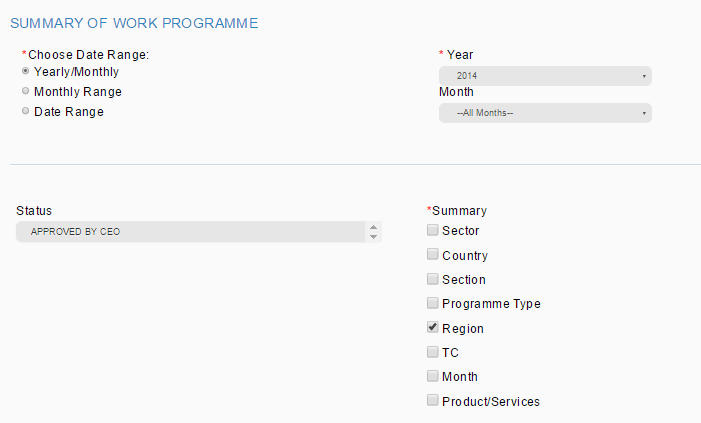 SUMMARY OF WORK PROGRAMME
*Choose Date Range:
Yearly/Monthly
Monthly Range
Date Range
* Year
2014
Month
--All Months--
Status
APPROVED BY CEO
*Summary
Sector
Country
Section
Programme Type
Region
TC
Month
Product/Services